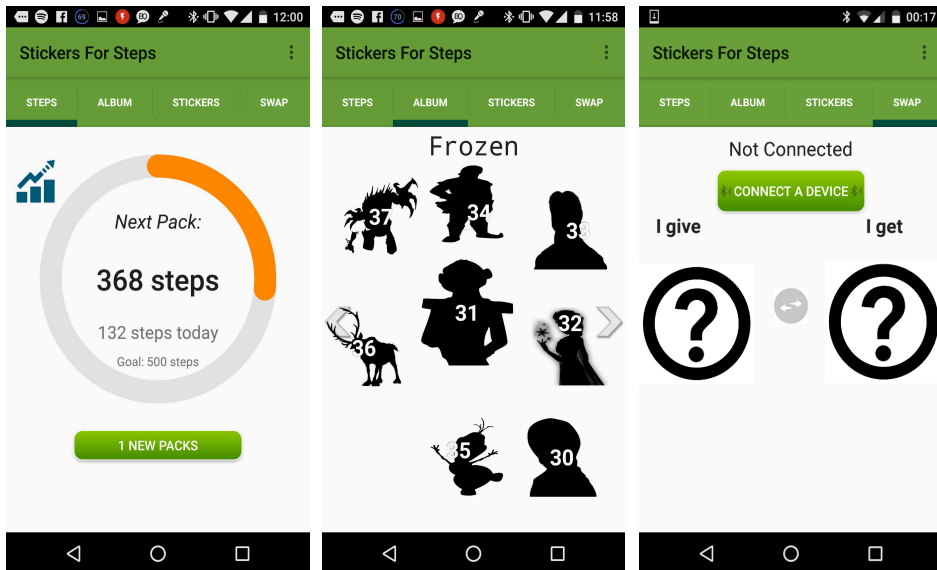 12:00
Stickers For Steps
STEPS ALBUM STICKERS SWAP
Next Pack:
368 steps
132 steps today
Goal: 500 steps
1 NEW PACKS
69
11:58
Stickers For Steps
STEPS ALBUM STICKERS SWAP
Frozen
37
34
33
31
32
36
35
30
70
00:17
Stickers For Steps
STEPS ALBUM STICKERS SWAP
Not Connected
CONNECT A DEVICE
I give I get
? ?